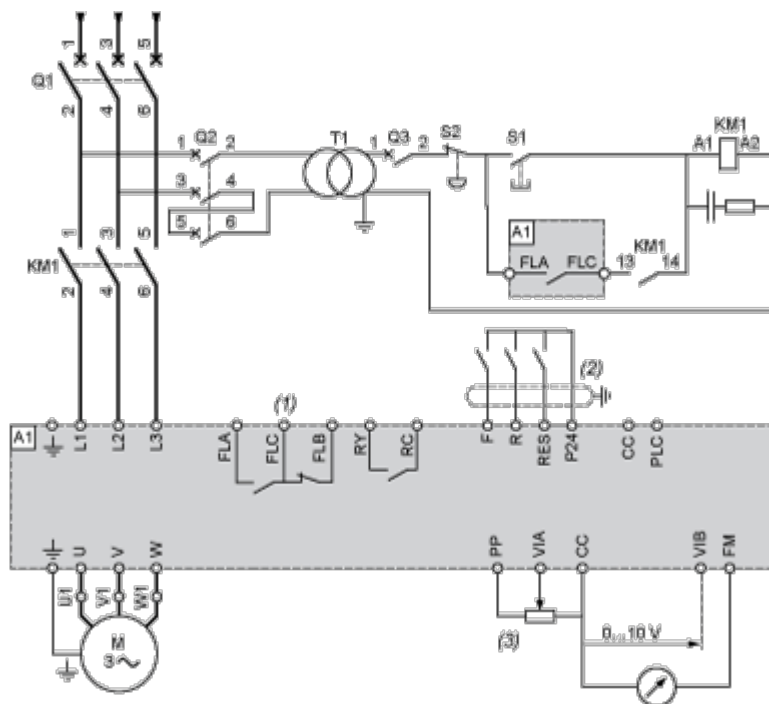 1 3 5
Q1
2 4 6
1 Q2 2
T1
1 Q3
S2
S1
KM1
A1 A2
3 4
5 6
A1
FLA FLC
13 KM1 14
1 3 5
KM1
2 4 6
(1)
(2)
A1
L1 L2 L3
FLA FLC FLB RY RC
F R RES P24 CC PLC
U V W
PP VIA CC VIB FM
U1 V1 W1
M
3
(3)
0 ... 10 V